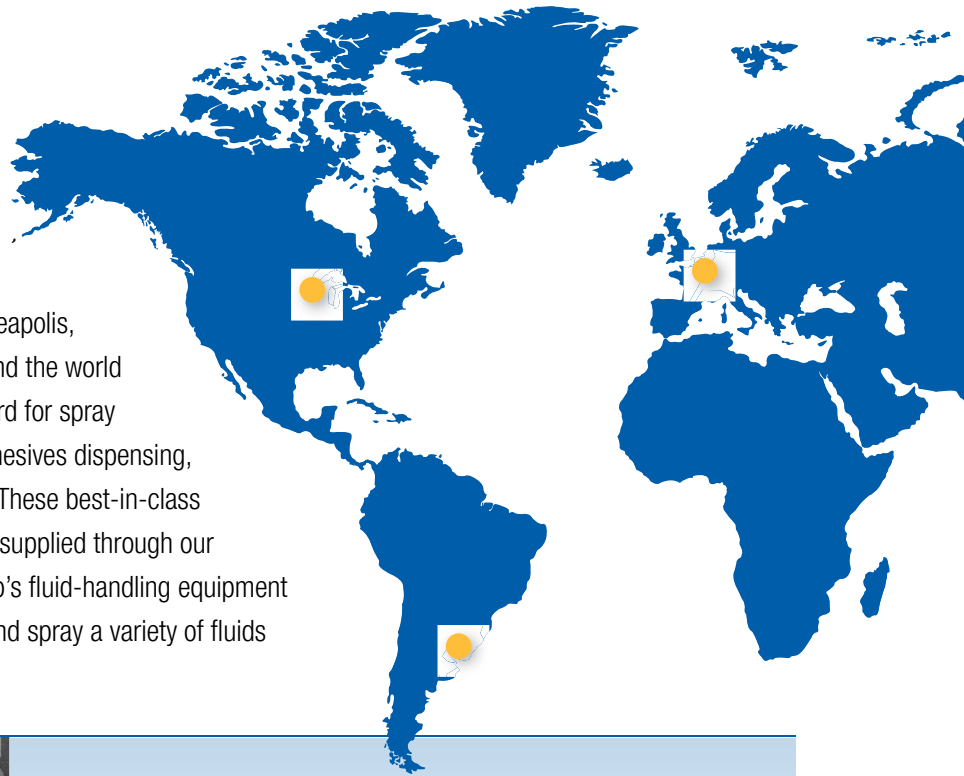 eapolis,
nd the world
rd for spray
nesives dispensing,
These best-in-class
supplied through our
o's fluid-handling equipment
nd spray a variety of fluids